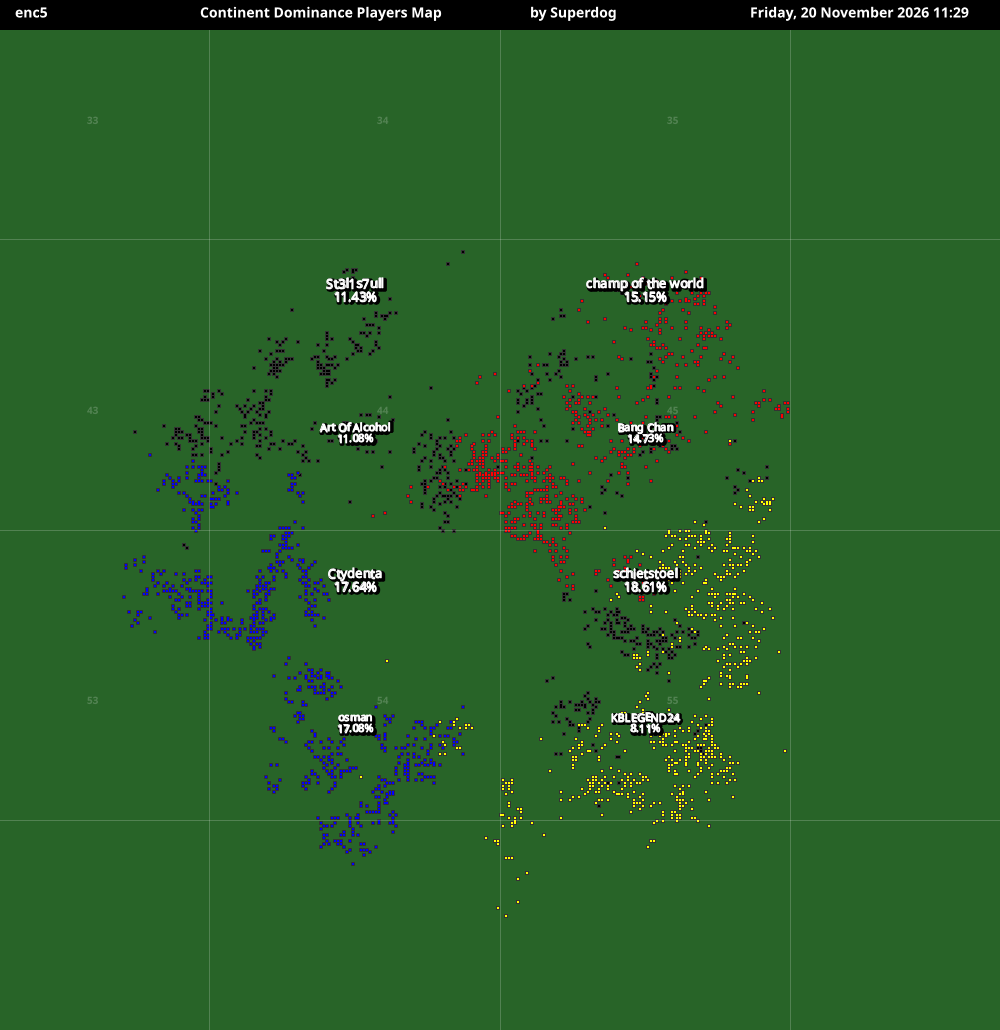 enc5 Continent Dominance Players Map by Superdog Friday, 20 November 2026 11:29
33 34 35
St3l1s7ull champ of the world
11.43% 15.15%
43 44 45
Art Of Alcohol Bang Chan
11.08% 14.73%
Ctydenta schietstoel
17.64% 18.61%
53 54 55
osman KBLEGEND24
17.08% 8.11%